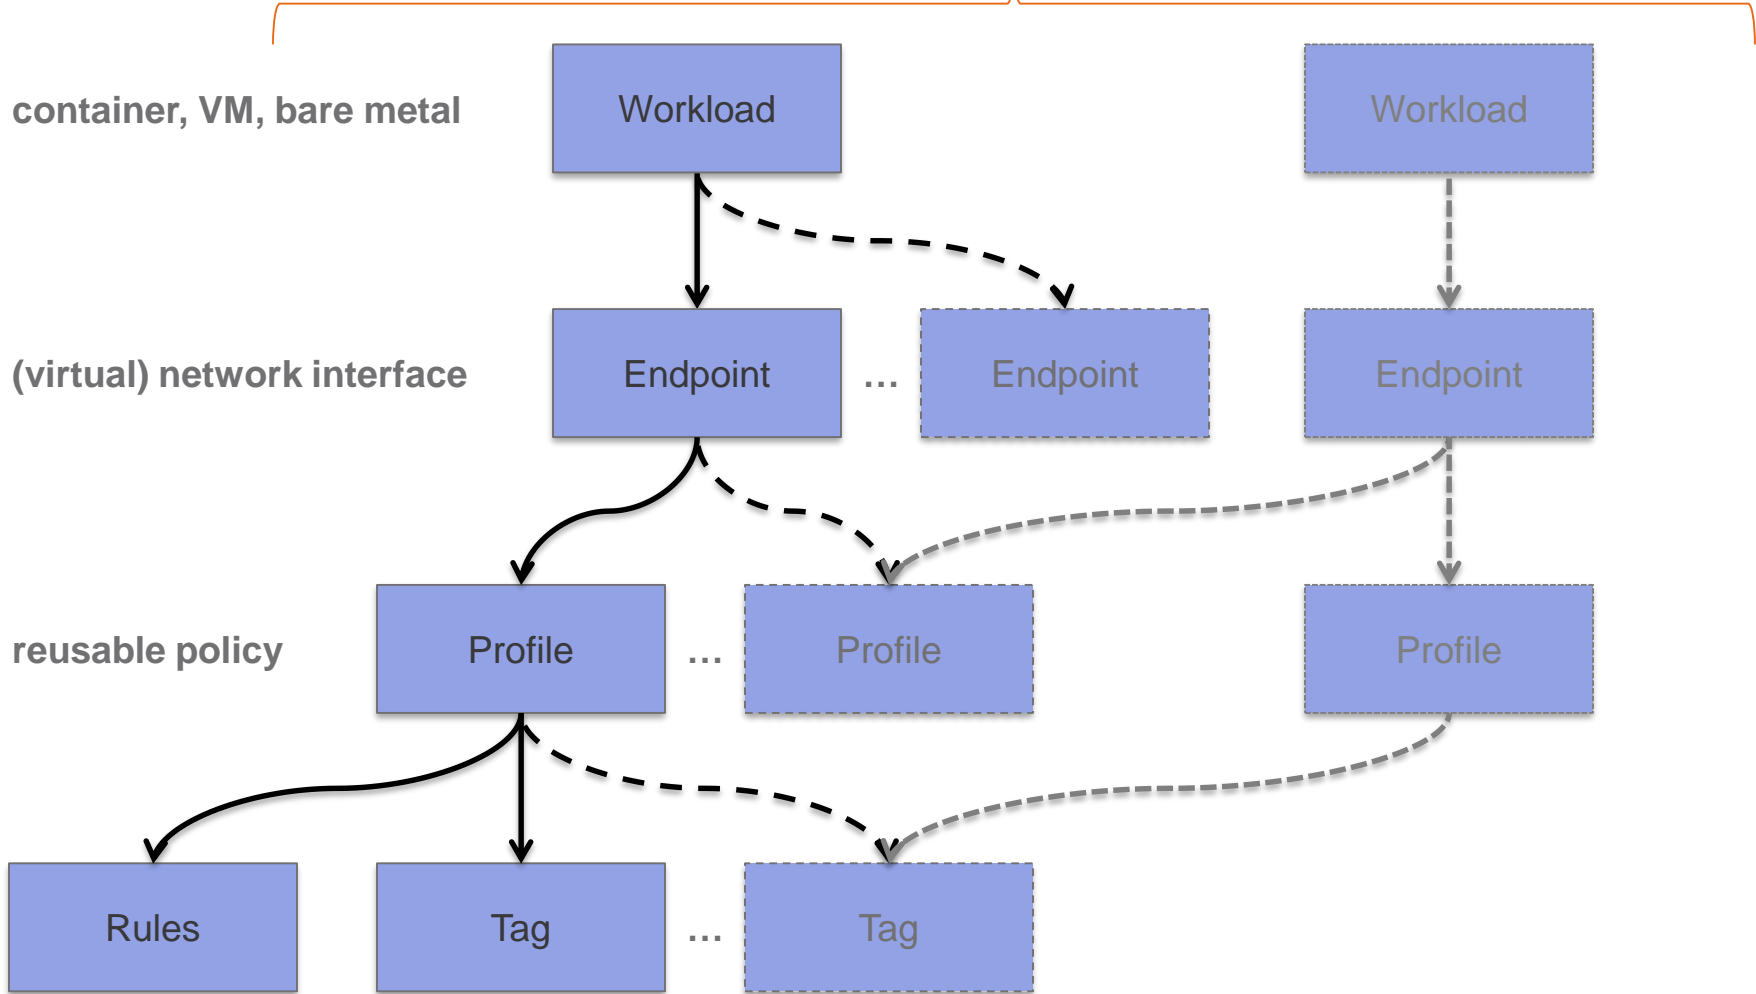 container, VM, bare metal
Workload
Workload
(virtual) network interface
Endpoint
...
Endpoint
Endpoint
reusable policy
Profile
...
Profile
Profile
Rules
Tag
...
Tag